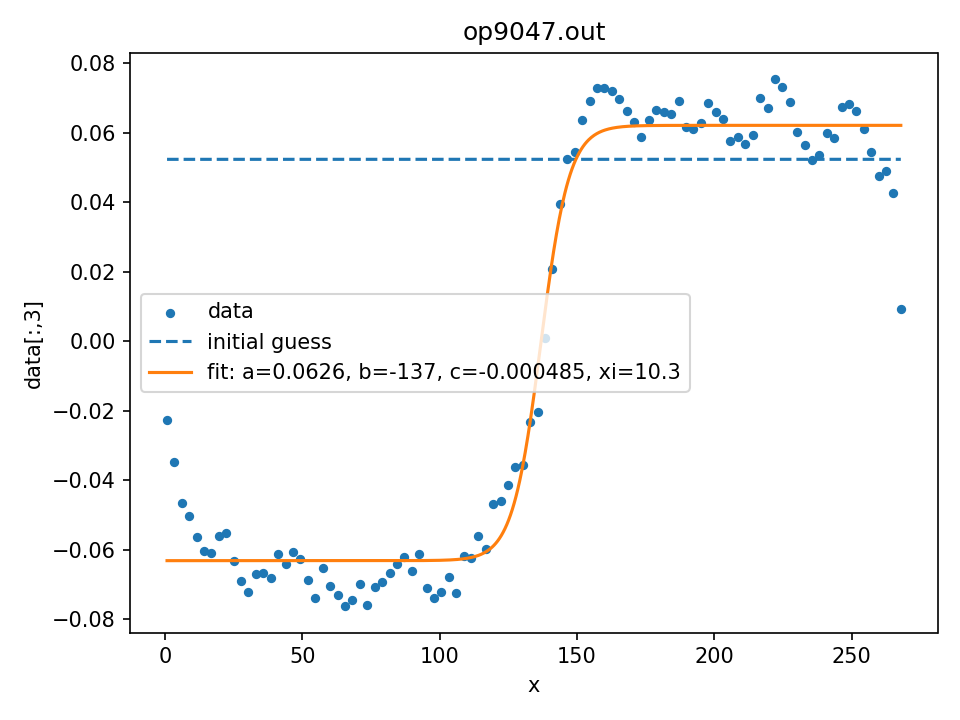 op9047.out
0.08
0.06
0.04
0.02
0.00
−0.02
−0.04
−0.06
−0.08
data[:,3]
data
initial guess
fit: a=0.0626, b=-137, c=-0.000485, xi=10.3
0 50 100 150 200 250
x